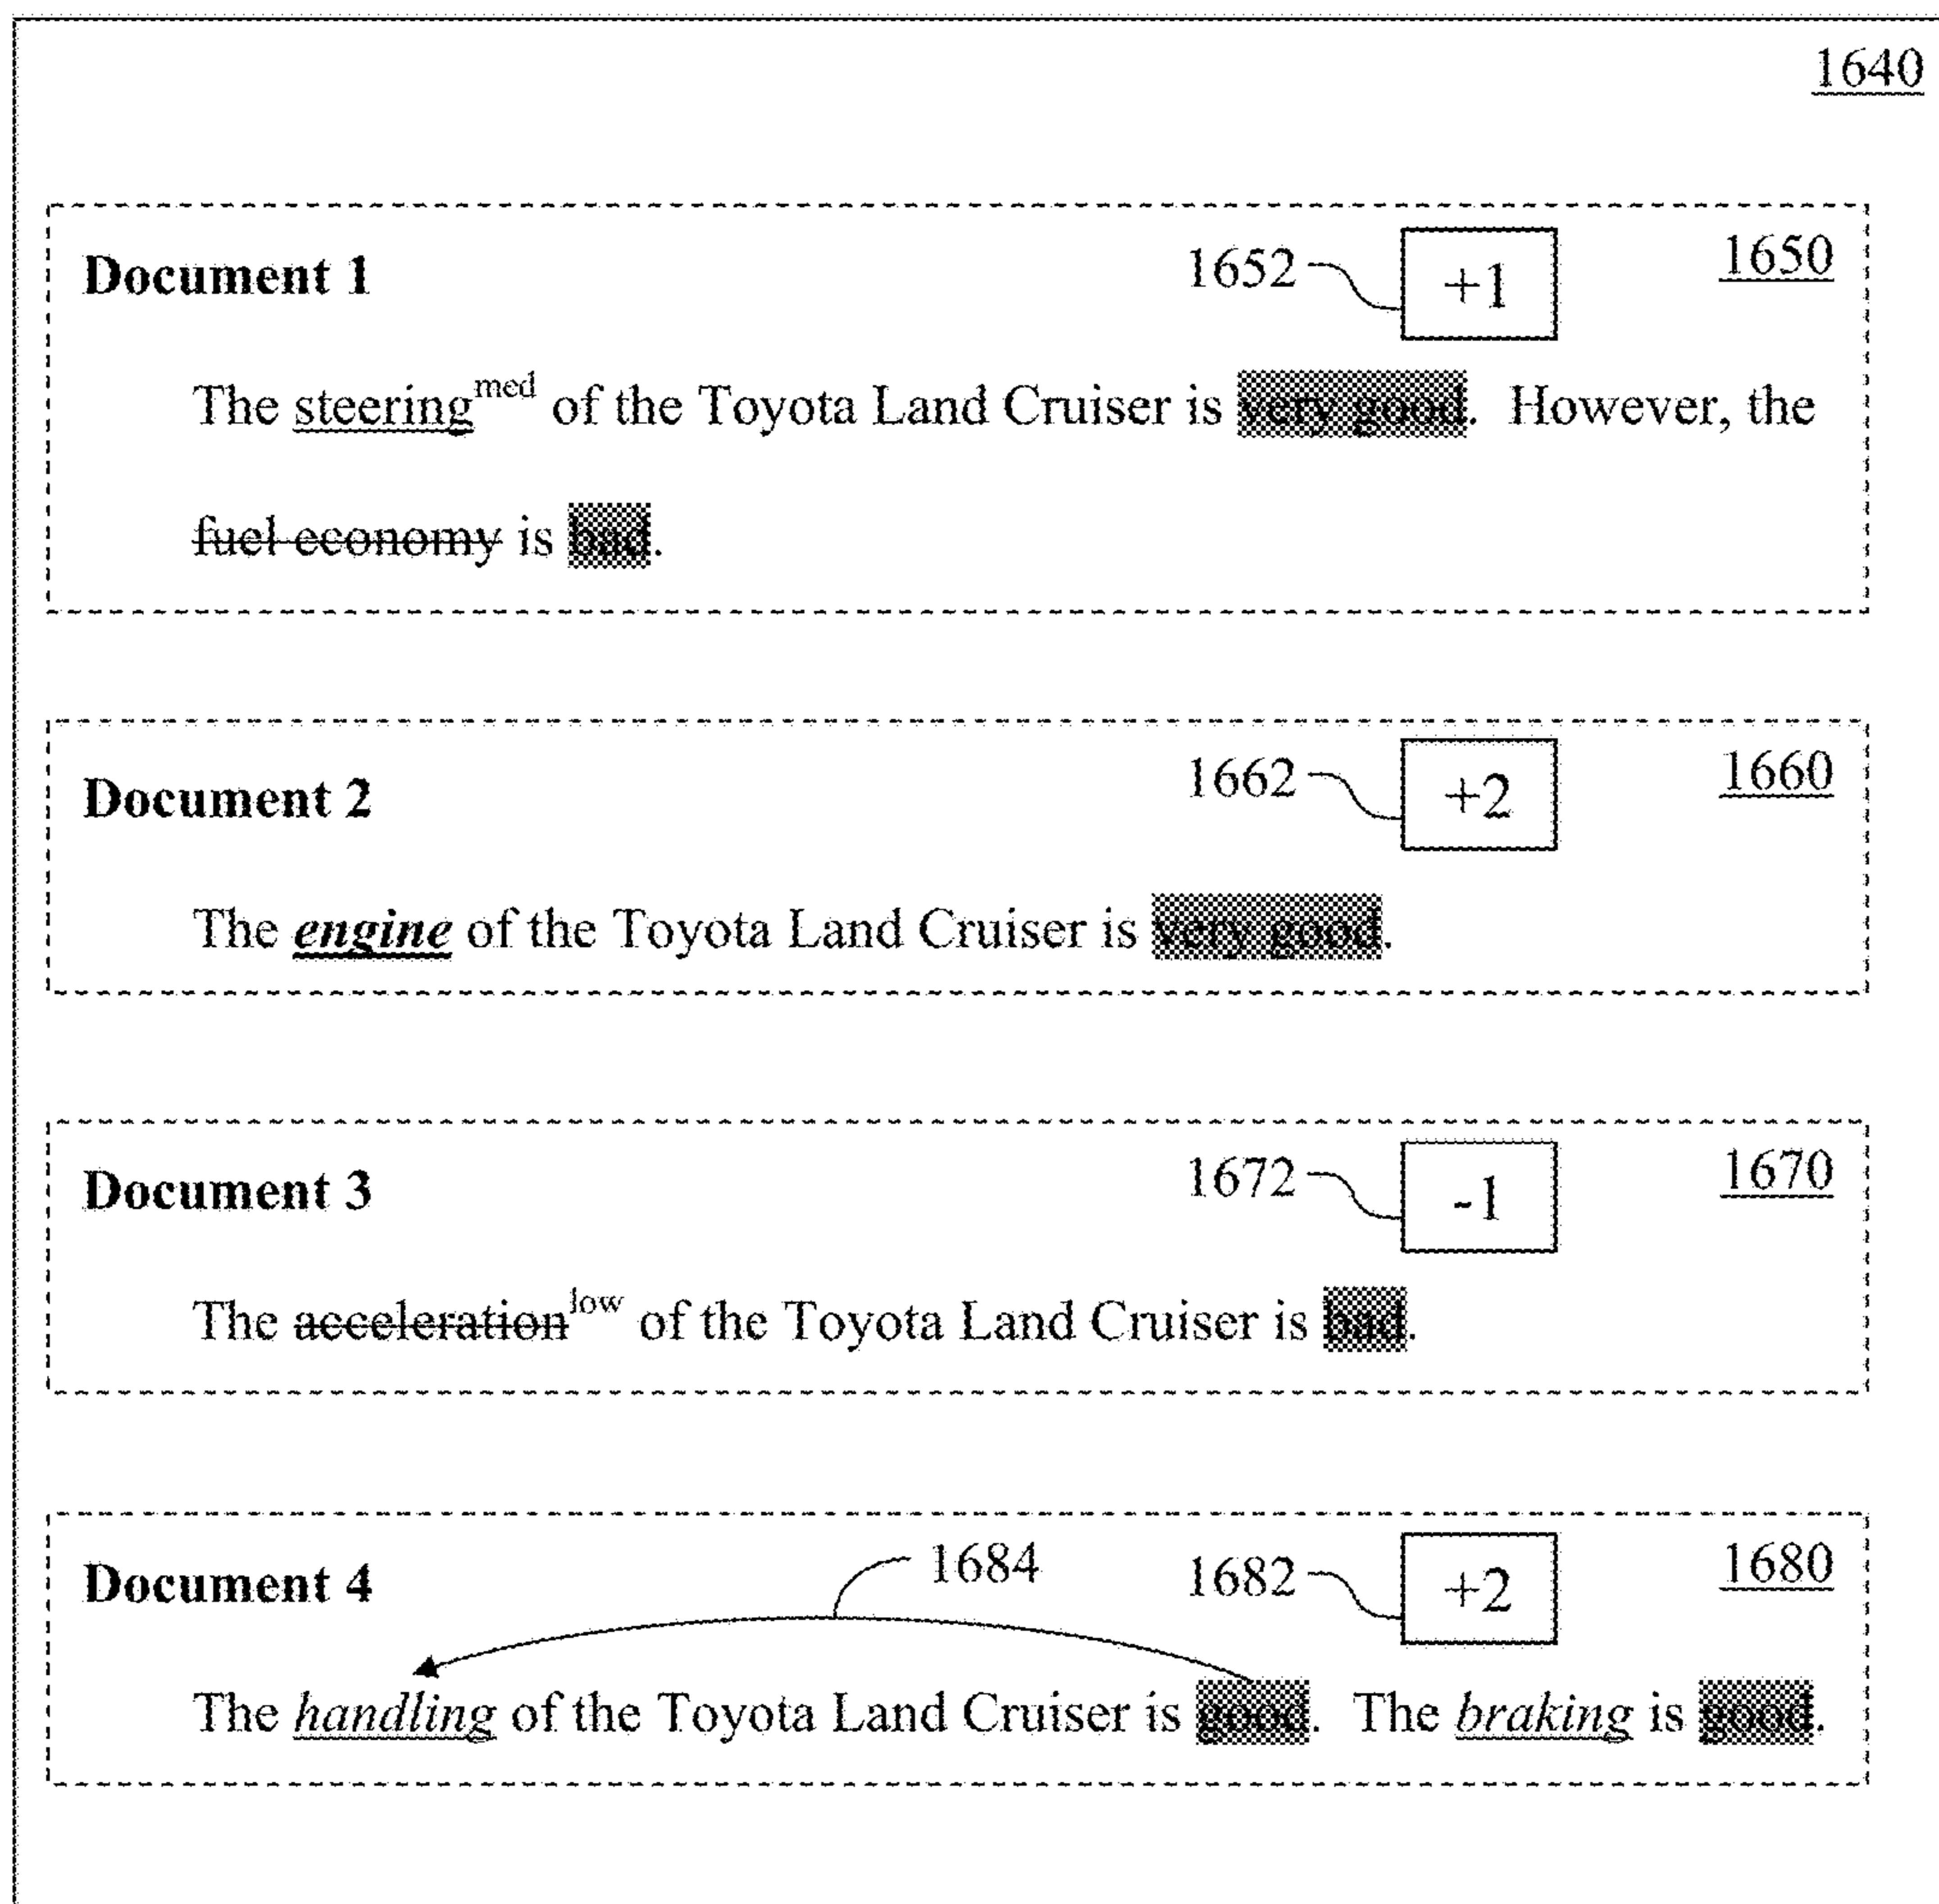 1640
Document 1 1652 +1 1650
The steering^med of the Toyota Land Cruiser is very good. However, the
fuel economy is bad.
Document 2 1662 +2 1660
The engine of the Toyota Land Cruiser is very good.
Document 3 1672 -1 1670
The acceleration^low of the Toyota Land Cruiser is bad.
Document 4 1684 1682 +2 1680
The handling of the Toyota Land Cruiser is good. The braking is good.